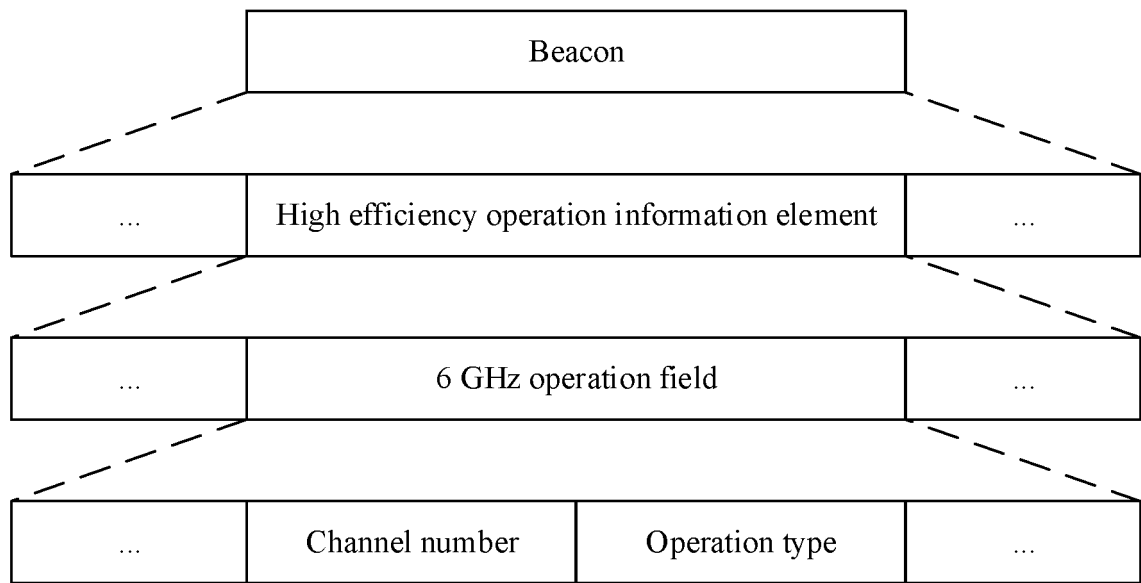 Beacon
... High efficiency operation information element ...
... 6 GHz operation field ...
... Channel number Operation type ...